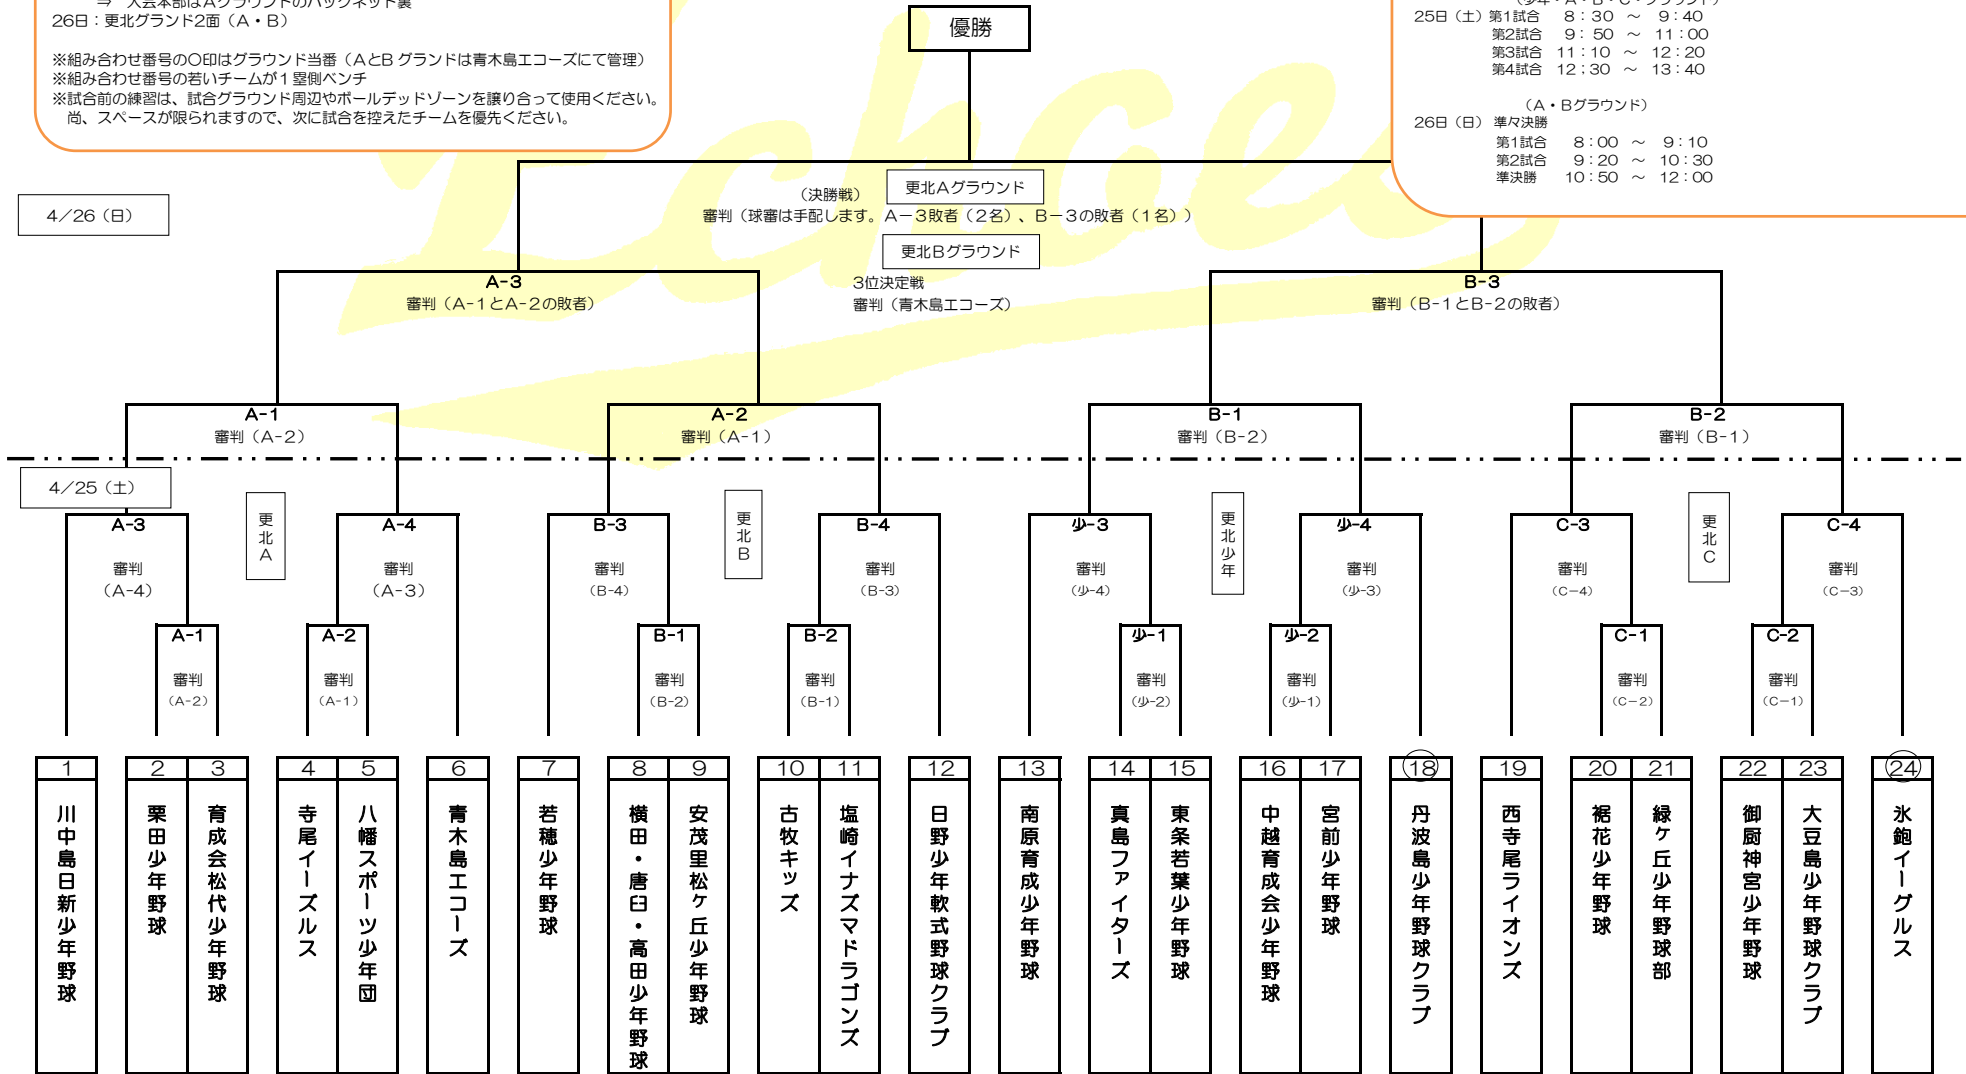 ⇒　大会本部はAグラウンドのバックネット裏
26日：更北グランド2面（A・B）
※組み合わせ番号の〇印はグラウンド当番（AとB グランドは青木島エコーズにて管理）
※組み合わせ番号の若いチームが1塁側ベンチ
※試合前の練習は、試合グラウンド周辺やボールデッドゾーンを譲り合って使用ください。
尚、スペースが限られますので、次に試合を控えたチームを優先ください。
優勝
（少年・A・B・C・グラウンド）
25日（土）第1試合　8：30　～　9：40
第2試合　9：50　～　11：00
第3試合　11：10　～　12：20
第4試合　12：30　～　13：40
（A・Bグラウンド）
26日（日）準々決勝
第1試合　8：00　～　9：10
第2試合　9：20　～　10：30
準決勝　10：50　～　12：00
Echoes
4／26（日）
（決勝戦）　更北Aグラウンド
審判（球審は手配します。A－3敗者（2名）、B－3の敗者（1名））
更北Bグラウンド
3位決定戦
審判（青木島エコーズ）
A-3
審判（A-1とA-2の敗者）
B-3
審判（B-1とB-2の敗者）
A-1
審判（A-2）
A-2
審判（A-1）
B-1
審判（B-2）
B-2
審判（B-1）
4／25（土）
更北A
更北B
更北少年
更北C
A-3
審判
（A-4）
A-4
審判
（A-3）
B-3
審判
（B-4）
B-4
審判
（B-3）
少-3
審判
（少-4）
少-4
審判
（少-3）
C-3
審判
（C－4）
C-4
審判
（C－3）
A-1
審判
（A-2）
A-2
審判
（A-1）
B-1
審判
（B-2）
B-2
審判
（B-1）
少-1
審判
（少-2）
少-2
審判
（少-1）
C-1
審判
（C－2）
C-2
審判
（C－1）
1
川中島日新少年野球
2
栗田少年野球
3
育成会松代少年野球
4
寺尾イーズルス
5
八幡スポーツ少年団
6
青木島エコーズ
7
若穂少年野球
8
横田・唐臼・高田少年野球
9
安茂里松ケ丘少年野球
10
古牧キッズ
11
塩崎イナズマドラゴンズ
12
日野少年軟式野球クラブ
13
南原育成少年野球
14
真島ファイターズ
15
東条若葉少年野球
16
中越育成会少年野球
17
宮前少年野球
18
丹波島少年野球クラブ
19
西寺尾ライオンズ
20
裾花少年野球
21
緑ケ丘少年野球部
22
御厨神宮少年野球
23
大豆島少年野球クラブ
24
氷鉋イーグルス